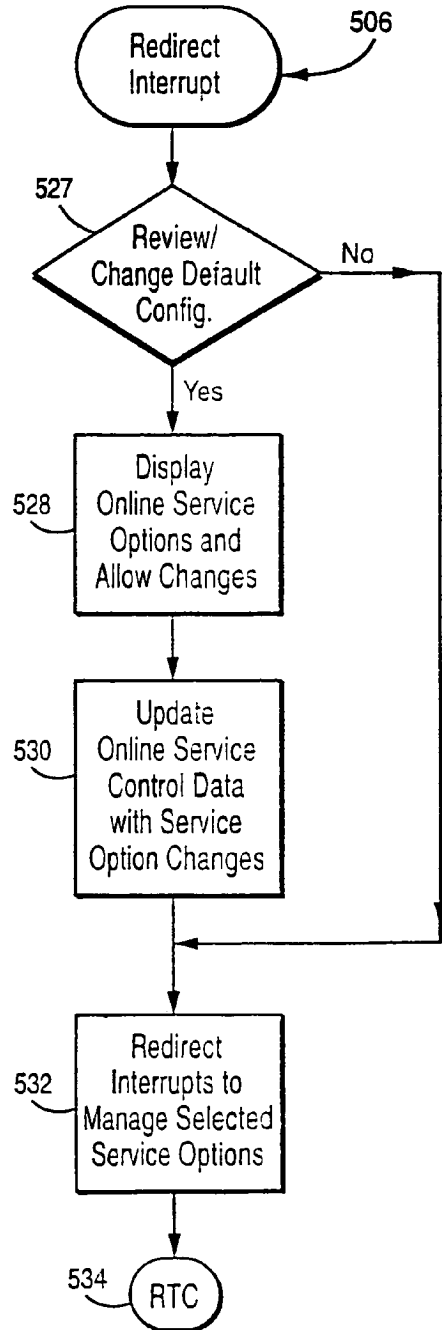 Redirect
Interrupt
506
527
Review/
Change Default
Config.
No
Yes
528
Display
Online Service
Options and
Allow Changes
530
Update
Online Service
Control Data
with Service
Option Changes
532
Redirect
Interrupts to
Manage Selected
Service Options
534
RTC